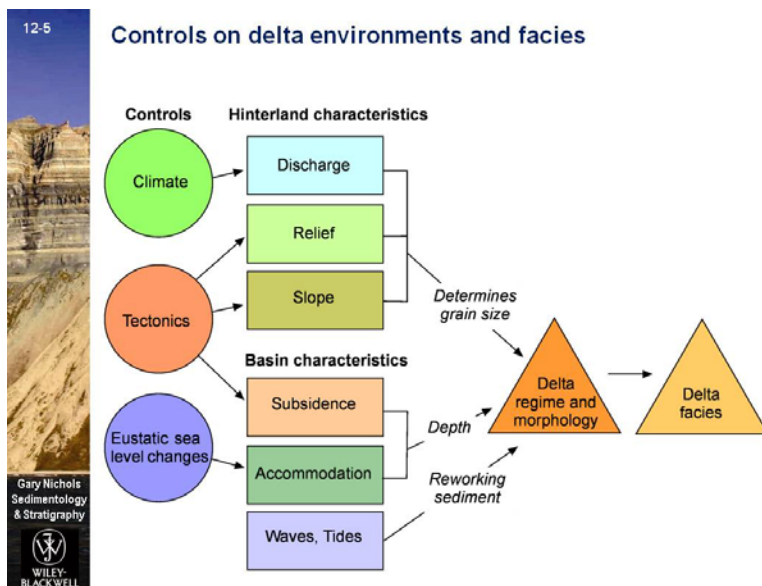 12-5
Controls on delta environments and facies
Controls
Hinterland characteristics
Climate
Discharge
Relief
Slope
Determines
grain size
Tectonics
Basin characteristics
Subsidence
Delta
regime and
morphology
Delta
facies
Eustatic sea
level changes
Depth
Accommodation
Reworking
sediment
Waves, Tides
Gary Nichols
Sedimentology
& Stratigraphy
WILEY-
BLACKWELL